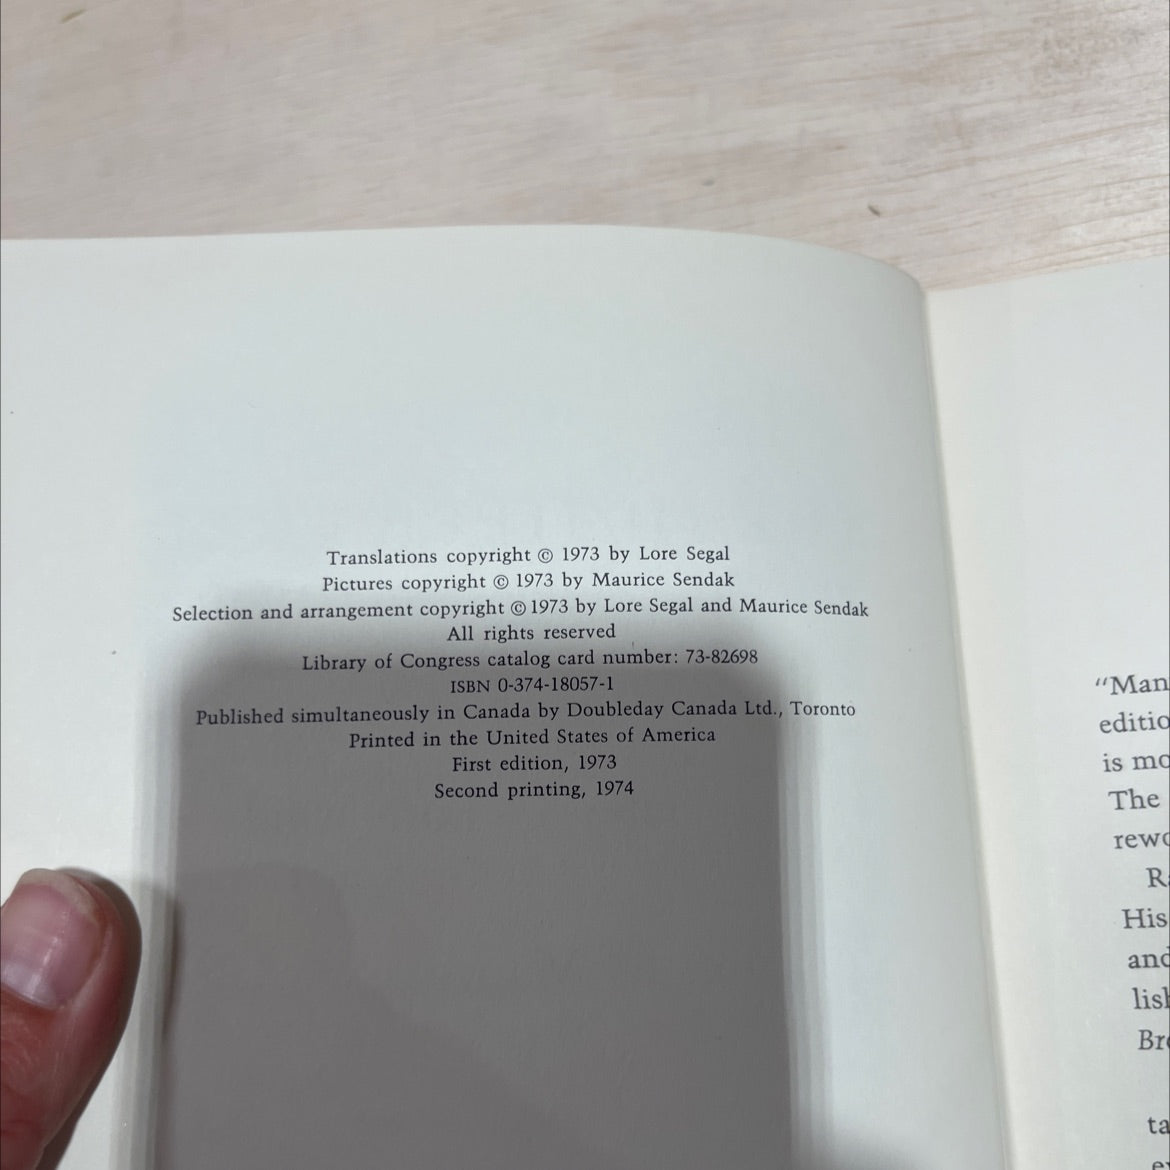 Translations copyright © 1973 by Lore Segal
Pictures copyright © 1973 by Maurice Sendak
Selection and arrangement copyright © 1973 by Lore Segal and Maurice Sendak
All rights reserved
Library of Congress catalog card number: 73-82698
ISBN 0-374-18057-1
Published simultaneously in Canada by Doubleday Canada Ltd., Toronto
Printed in the United States of America
First edition, 1973
Second printing, 1974
“Man
editio
is mo
The
rewo
Ra
His
and
lish
Bro
ta